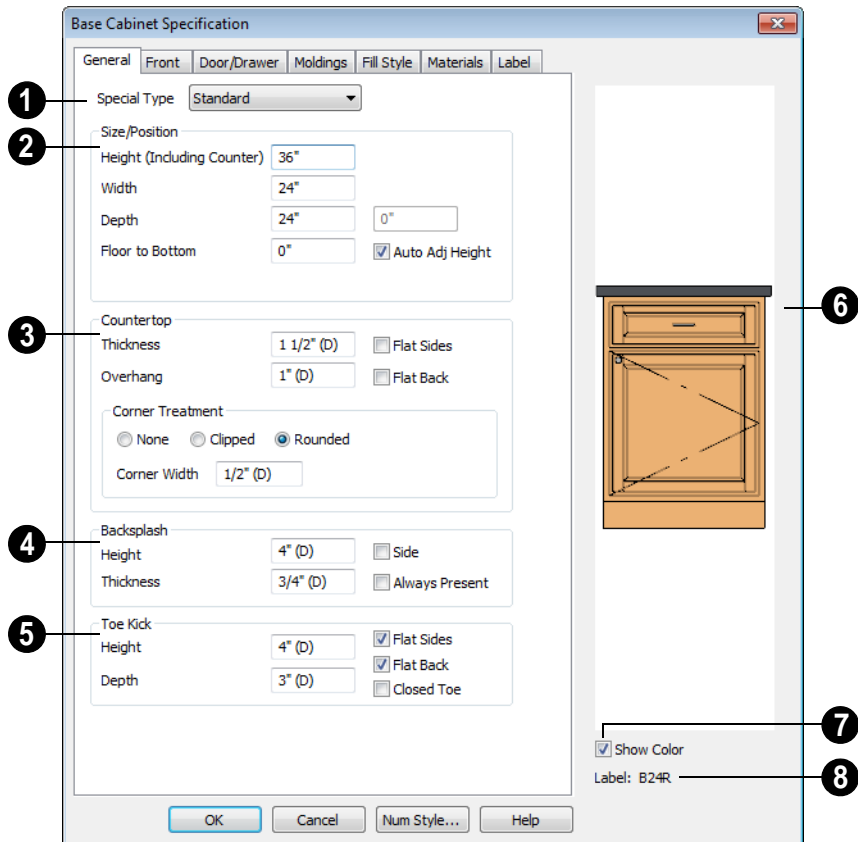 Base Cabinet Specification
General Front Door/Drawer Moldings Fill Style Materials Label
1 Special Type Standard
2 Size/Position
Height (Including Counter) 36"
Width 24"
Depth 24" 0"
Floor to Bottom 0" Auto Adj Height
6
3 Countertop
Thickness 1 1/2" (D) Flat Sides
Overhang 1" (D) Flat Back
Corner Treatment
None Clipped Rounded
Corner Width 1/2" (D)
4 Backsplash
Height 4" (D) Side
Thickness 3/4" (D) Always Present
5 Toe Kick
Height 4" (D) Flat Sides
Flat Back
Depth 3" (D) Closed Toe
7
Show Color
Label: B24R 8
OK Cancel Num Style... Help